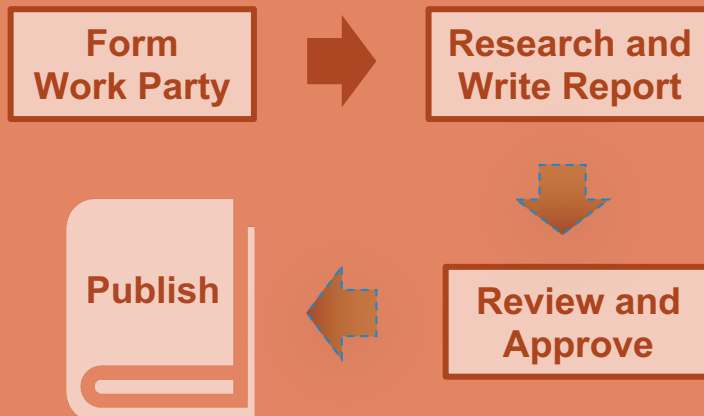 Form
Work Party
Research and
Write Report
Review and
Approve
Publish